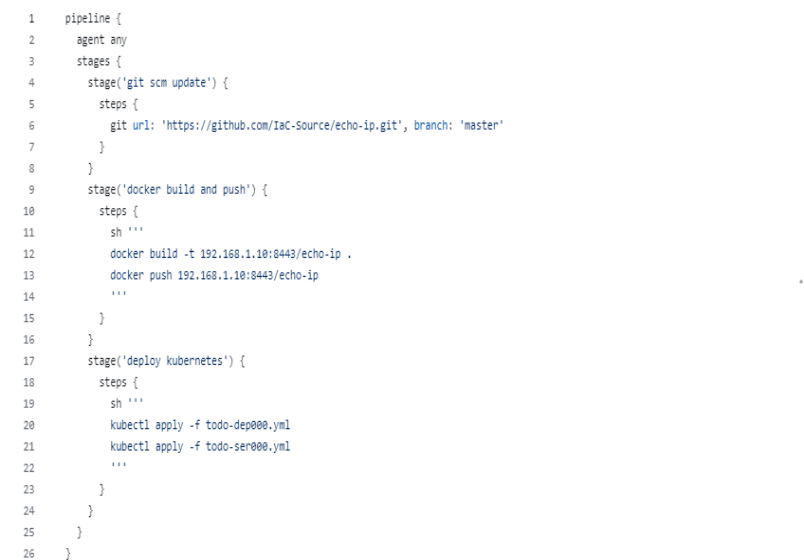 1 pipeline {
2 agent any
3 stages {
4 stage('git scm update') {
5 steps {
6 git url: 'https://github.com/IaC-Source/echo-ip.git', branch: 'master'
7 }
8 }
9 stage('docker build and push') {
10 steps {
11 sh '''
12 docker build -t 192.168.1.10:8443/echo-ip .
13 docker push 192.168.1.10:8443/echo-ip
14 '''
15 }
16 }
17 stage('deploy kubernetes') {
18 steps {
19 sh '''
20 kubectl apply -f todo-dep000.yml
21 kubectl apply -f todo-ser000.yml
22 '''
23 }
24 }
25 }
26 }